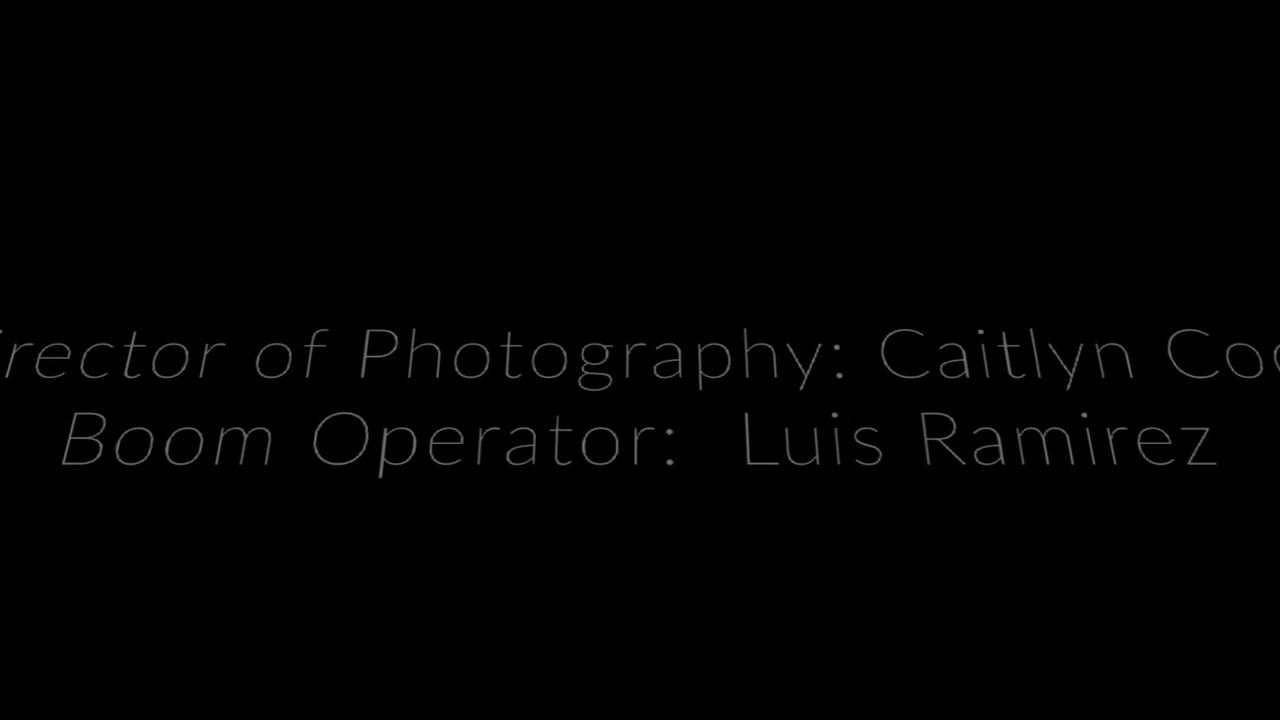 irector of Photography: Caitlyn Coo
Boom Operator: Luis Ramirez